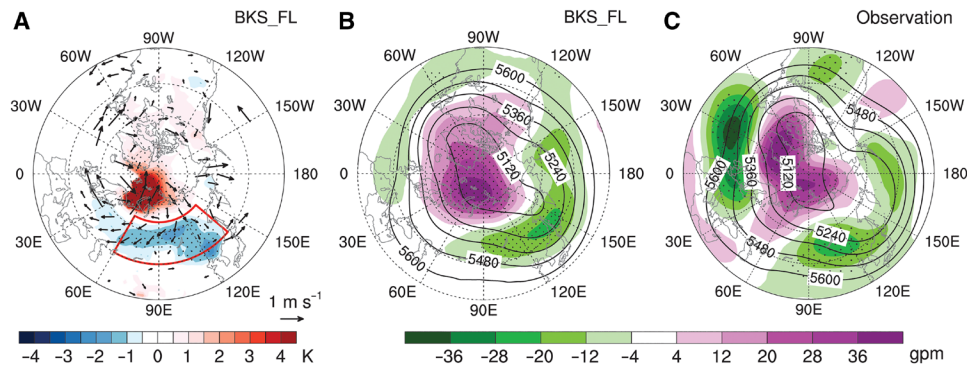 A BKS_FL
90W
60W 120W
30W 150W
0
30E 150E
60E 120E
90E
1 m s⁻¹
−4 −3 −2 −1 0 1 2 3 4 K
B BKS_FL
90W
60W 120W
30W 150W
0 180
30E 150E
60E 120E
90E
5600
5360
5120
5240
5480
5600
C Observation
90W
60W 120W
30W 150W
0 180
30E 150E
60E 120E
90E
5480
5600
5360
5120
5240
5480
5600
−36 −28 −20 −12 −4 4 12 20 28 36 gpm